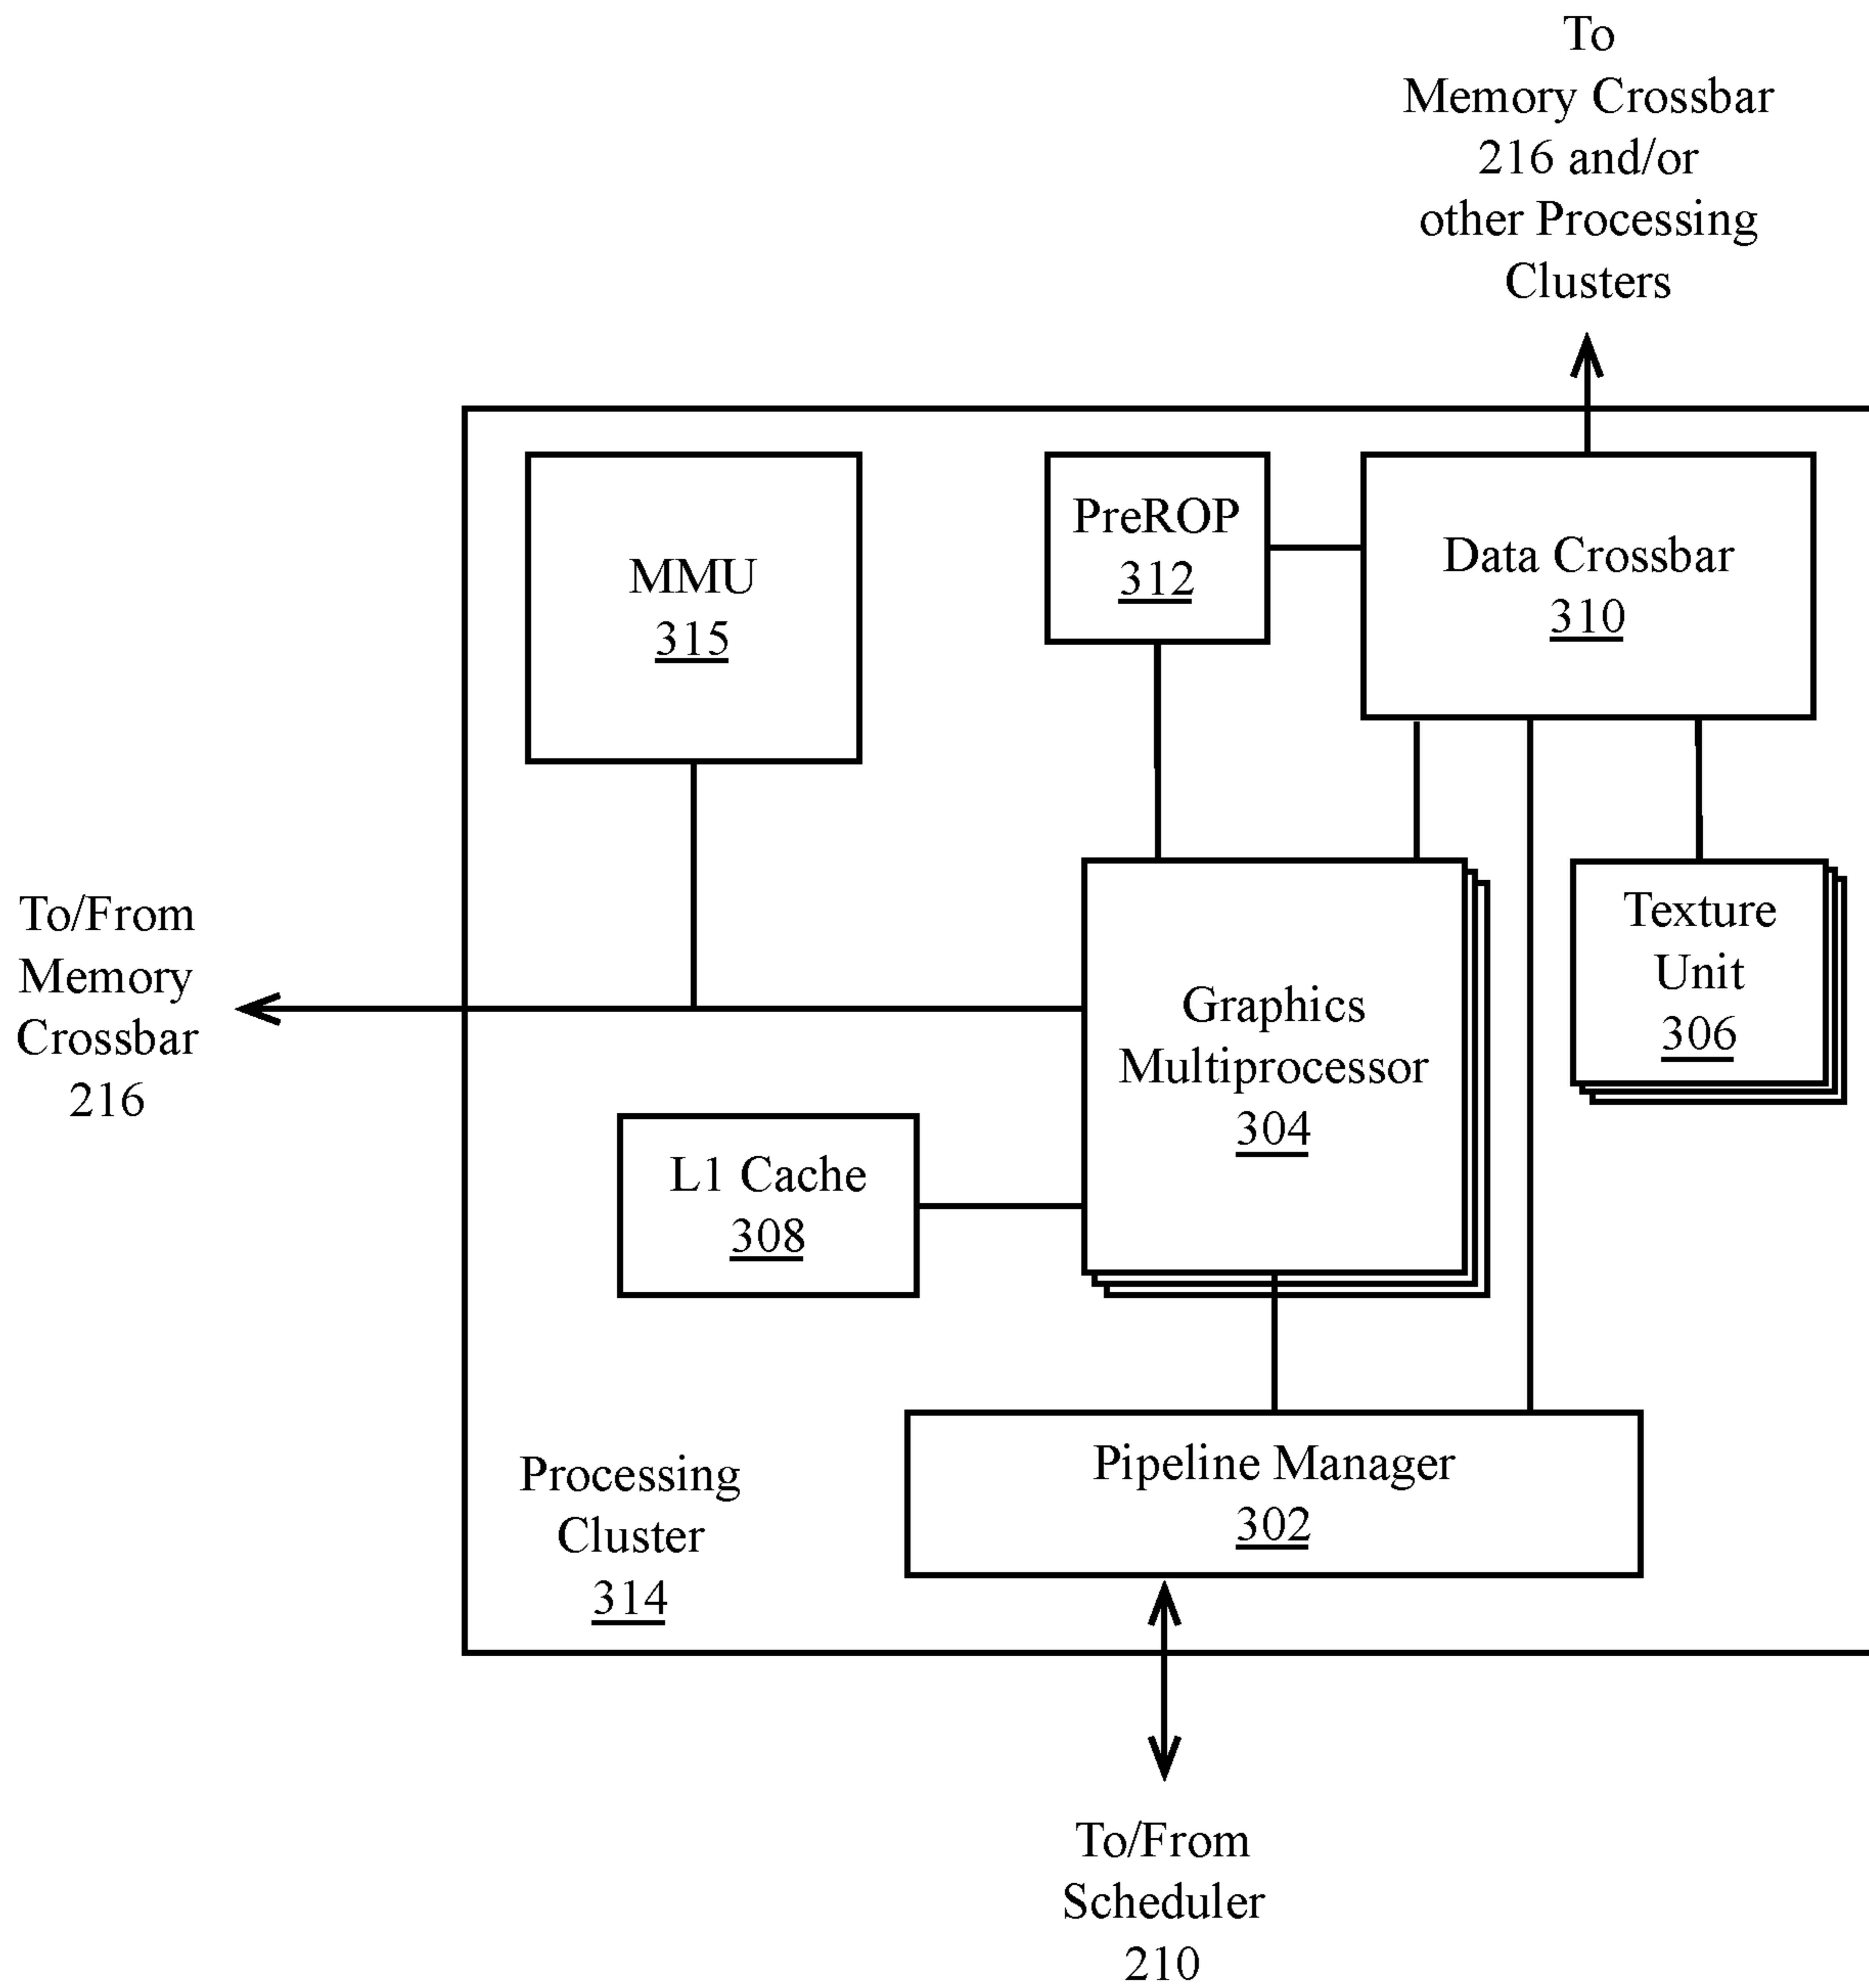 To
Memory Crossbar
216 and/or
other Processing
Clusters
MMU
315
PreROP
312
Data Crossbar
310
To/From
Memory
Crossbar
216
Graphics
Multiprocessor
304
Texture
Unit
306
L1 Cache
308
Pipeline Manager
302
Processing
Cluster
314
To/From
Scheduler
210